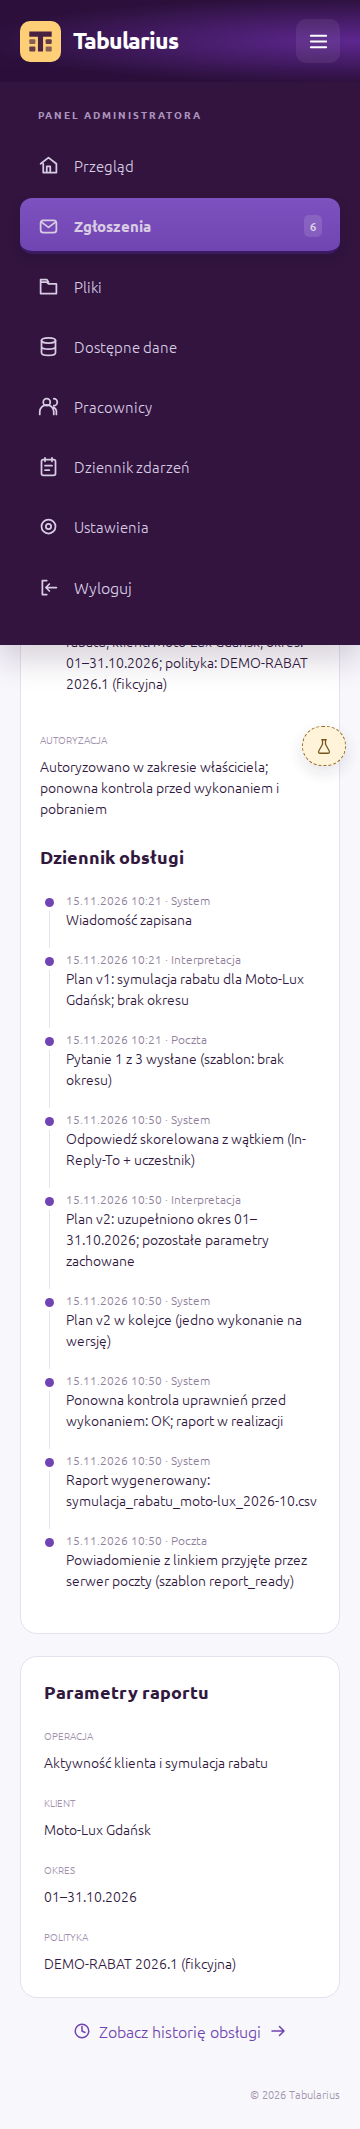 Tabularius
PANEL ADMINISTRATORA
Przegląd
Zgłoszenia 6
Pliki
Dostępne dane
Pracownicy
Dziennik zdarzeń
Ustawienia
Wyloguj
01–31.10.2026; polityka: DEMO-RABAT
2026.1 (fikcyjna)
AUTORYZACJA
Autoryzowano w zakresie właściciela;
ponowna kontrola przed wykonaniem i
pobraniem
Dziennik obsługi
15.11.2026 10:21 · System
Wiadomość zapisana
15.11.2026 10:21 · Interpretacja
Plan v1: symulacja rabatu dla Moto-Lux
Gdańsk; brak okresu
15.11.2026 10:21 · Poczta
Pytanie 1 z 3 wysłane (szablon: brak
okresu)
15.11.2026 10:50 · System
Odpowiedź skorelowana z wątkiem (In-
Reply-To + uczestnik)
15.11.2026 10:50 · Interpretacja
Plan v2: uzupełniono okres 01–
31.10.2026; pozostałe parametry
zachowane
15.11.2026 10:50 · System
Plan v2 w kolejce (jedno wykonanie na
wersję)
15.11.2026 10:50 · System
Ponowna kontrola uprawnień przed
wykonaniem: OK; raport w realizacji
15.11.2026 10:50 · System
Raport wygenerowany:
symulacja_rabatu_moto-lux_2026-10.csv
15.11.2026 10:50 · Poczta
Powiadomienie z linkiem przyjęte przez
serwer poczty (szablon report_ready)
Parametry raportu
OPERACJA
Aktywność klienta i symulacja rabatu
KLIENT
Moto-Lux Gdańsk
OKRES
01–31.10.2026
POLITYKA
DEMO-RABAT 2026.1 (fikcyjna)
Zobacz historię obsługi
© 2026 Tabularius